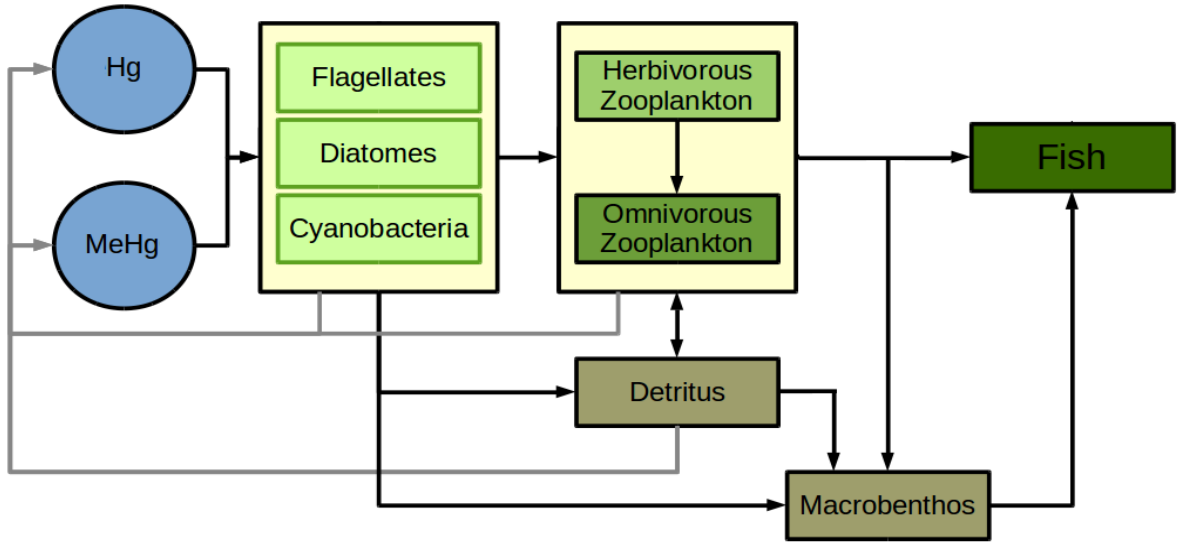 Hg
MeHg
Flagellates
Diatomes
Cyanobacteria
Herbivorous
Zooplankton
Omnivorous
Zooplankton
Fish
Detritus
Macrobenthos